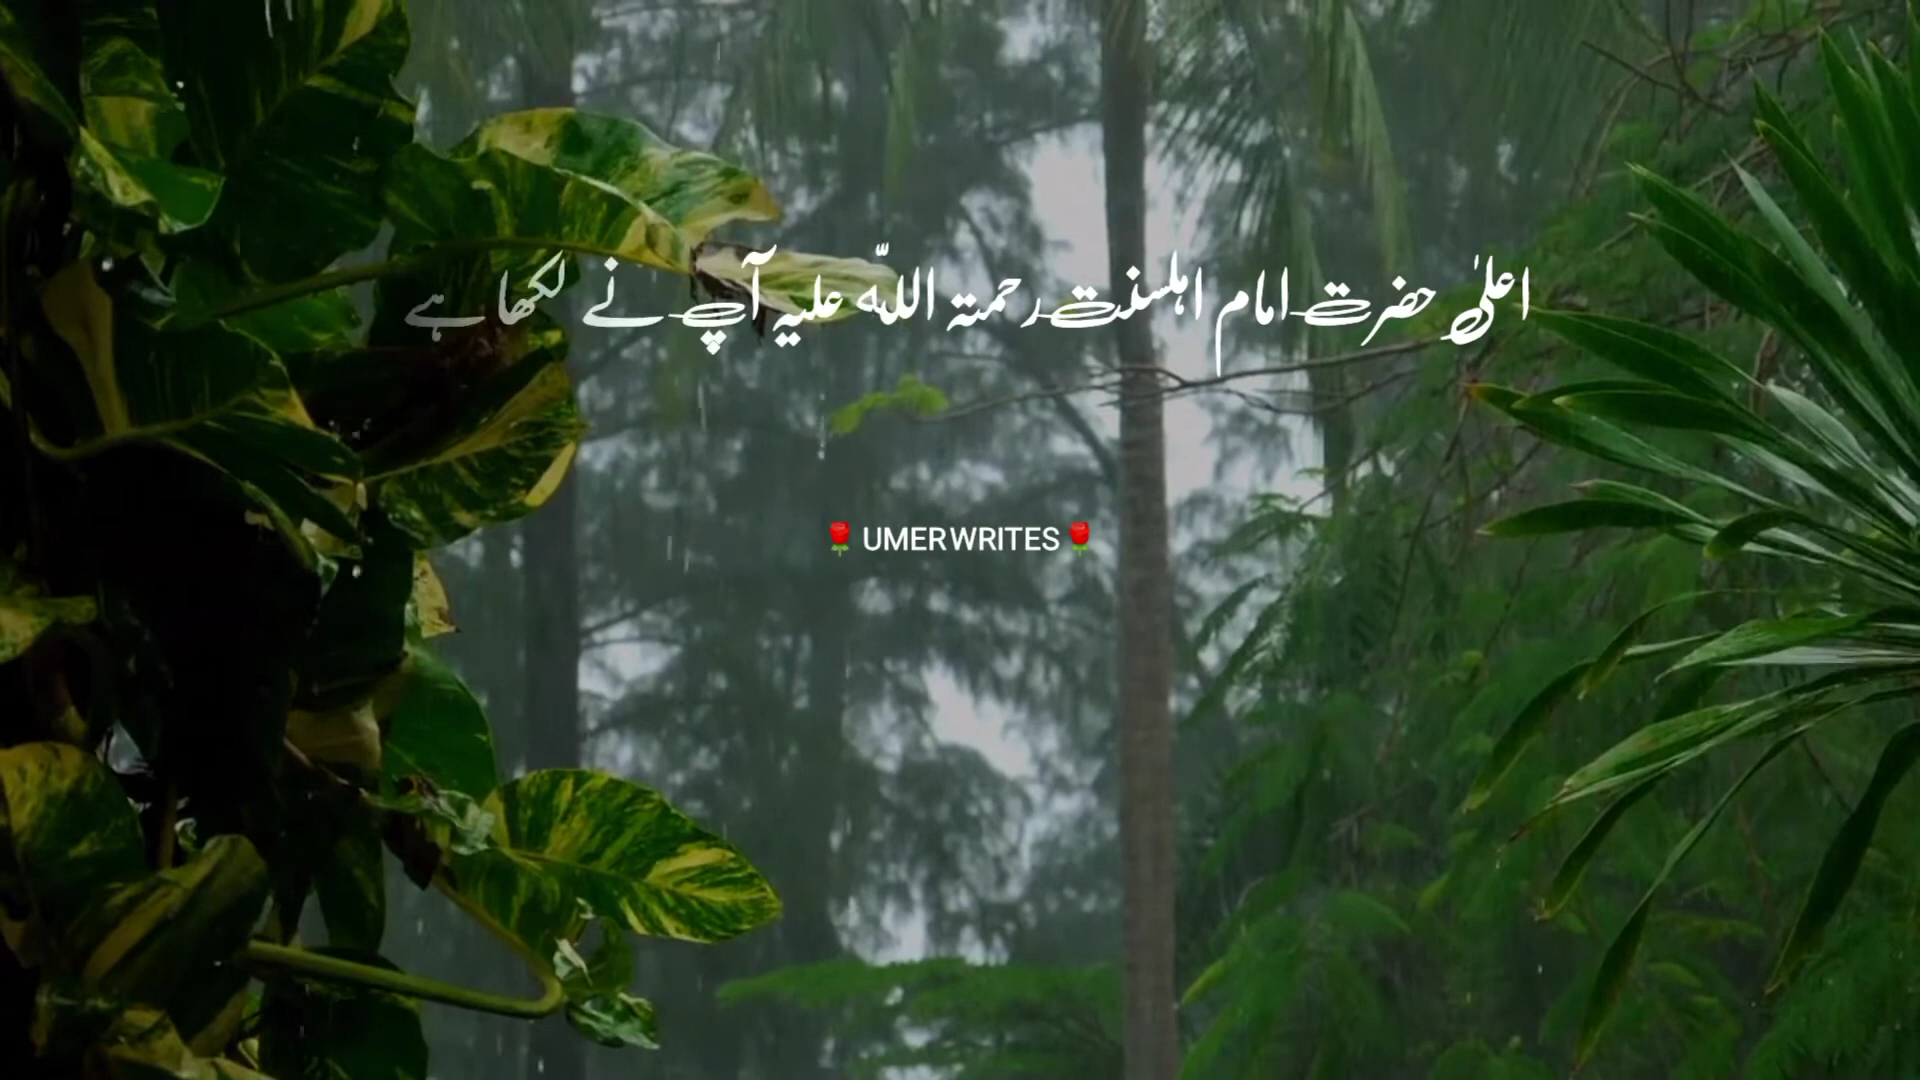 اعلیٰ حضرت امام اہلسنت رحمتہ اللہ علیہ آپ نے لکھا ہے
🌹UMERWRITES🌹